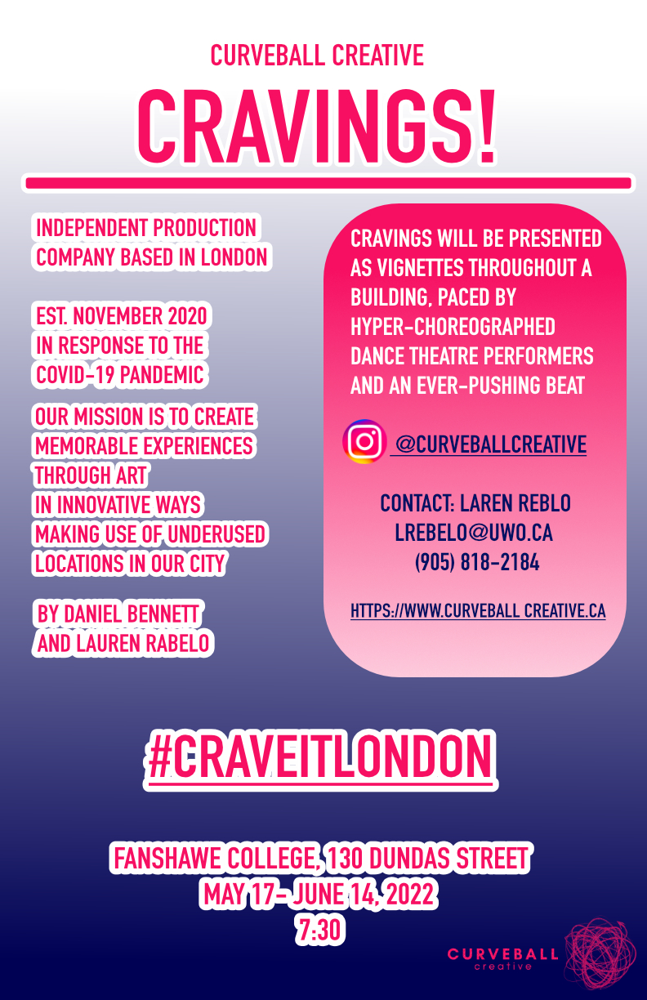 CURVEBALL CREATIVE
CRAVINGS!
INDEPENDENT PRODUCTION
COMPANY BASED IN LONDON
EST. NOVEMBER 2020
IN RESPONSE TO THE
COVID-19 PANDEMIC
OUR MISSION IS TO CREATE
MEMORABLE EXPERIENCES
THROUGH ART
IN INNOVATIVE WAYS
MAKING USE OF UNDERUSED
LOCATIONS IN OUR CITY
BY DANIEL BENNETT
AND LAUREN RABELO
CRAVINGS WILL BE PRESENTED
AS VIGNETTES THROUGHOUT A
BUILDING, PACED BY
HYPER-CHOREOGRAPHED
DANCE THEATRE PERFORMERS
AND AN EVER-PUSHING BEAT
@CURVEBALLCREATIVE
CONTACT: LAREN REBLO
LREBELO@UWO.CA
(905) 818-2184
HTTPS://WWW.CURVEBALL CREATIVE.CA
#CRAVEITLONDON
FANSHAWE COLLEGE, 130 DUNDAS STREET
MAY 17- JUNE 14, 2022
7:30
CURVEBALL
creative